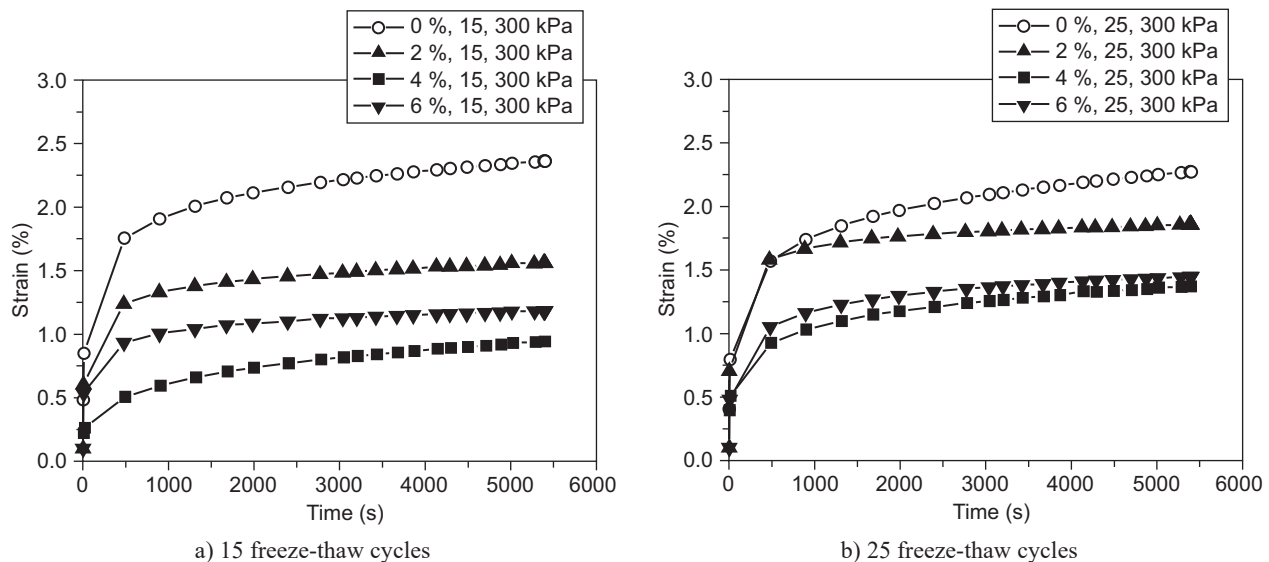 0 %, 15, 300 kPa
2 %, 15, 300 kPa
4 %, 15, 300 kPa
6 %, 15, 300 kPa
3.0
2.5
2.0
1.5
1.0
0.5
0.0
Strain (%)
0 1000 2000 3000 4000 5000 6000
Time (s)
a) 15 freeze-thaw cycles
0 %, 25, 300 kPa
2 %, 25, 300 kPa
4 %, 25, 300 kPa
6 %, 25, 300 kPa
3.0
2.5
2.0
1.5
1.0
0.5
0.0
Strain (%)
0 1000 2000 3000 4000 5000 6000
Time (s)
b) 25 freeze-thaw cycles